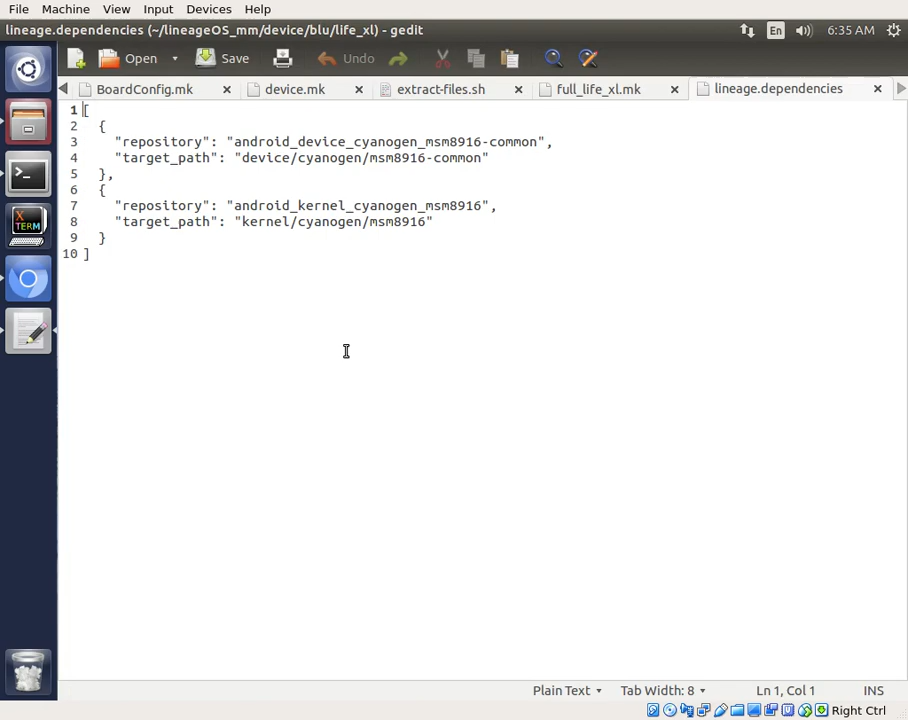 File Machine View Input Devices Help
lineage.dependencies (~/lineageOS_mm/device/blu/life_xl) - gedit
En 6:35 AM
Open Save Undo
BoardConfig.mk device.mk extract-files.sh full_life_xl.mk lineage.dependencies
1 [
2 {
3 "repository": "android_device_cyanogen_msm8916-common",
4 "target_path": "device/cyanogen/msm8916-common"
5 },
6 {
7 "repository": "android_kernel_cyanogen_msm8916",
8 "target_path": "kernel/cyanogen/msm8916"
9 }
10 ]
X
TERM
Plain Text Tab Width: 8 Ln 1, Col 1 INS
Right Ctrl